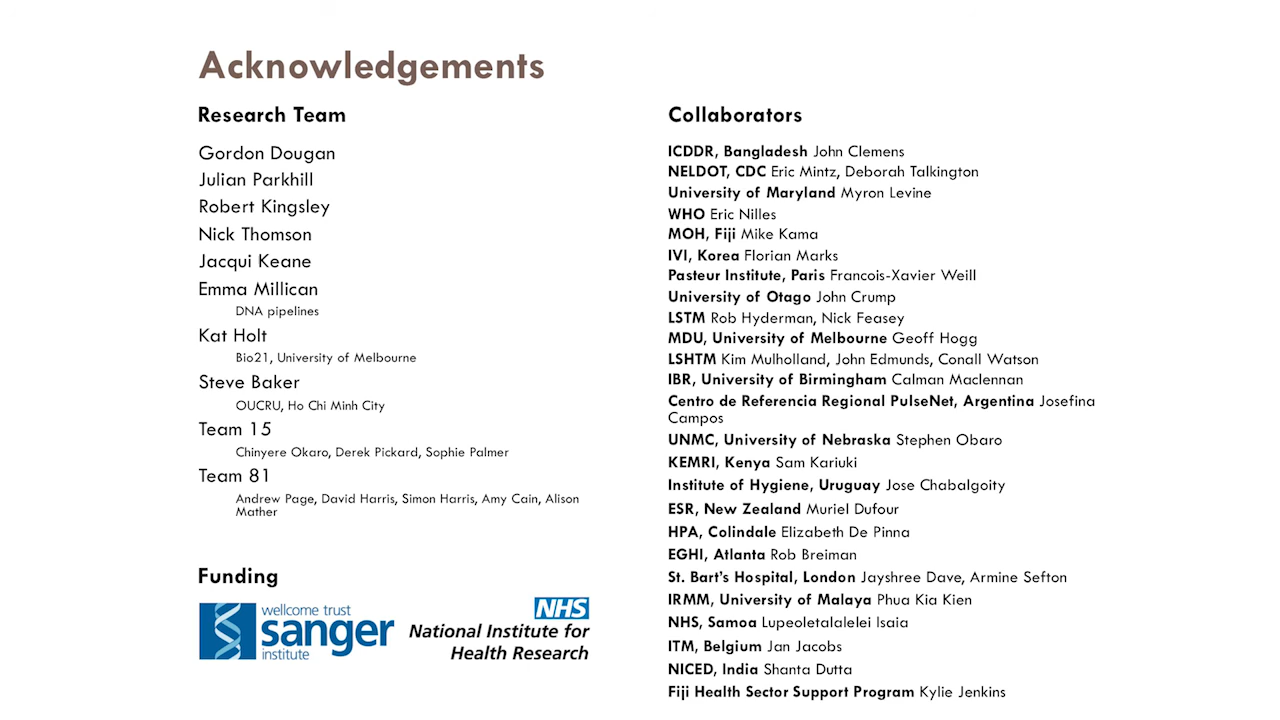 Acknowledgements
Research Team
Gordon Dougan
Julian Parkhill
Robert Kingsley
Nick Thomson
Jacqui Keane
Emma Millican
DNA pipelines
Kat Holt
Bio21, University of Melbourne
Steve Baker
OUCRU, Ho Chi Minh City
Team 15
Chinyere Okaro, Derek Pickard, Sophie Palmer
Team 81
Andrew Page, David Harris, Simon Harris, Amy Cain, Alison
Mather
Funding
wellcome trust
sanger
institute
NHS
National Institute for
Health Research
Collaborators
ICDDR, Bangladesh John Clemens
NELDOT, CDC Eric Mintz, Deborah Talkington
University of Maryland Myron Levine
WHO Eric Nilles
MOH, Fiji Mike Kama
IVI, Korea Florian Marks
Pasteur Institute, Paris Francois-Xavier Weill
University of Otago John Crump
LSTM Rob Hyderman, Nick Feasey
MDU, University of Melbourne Geoff Hogg
LSHTM Kim Mulholland, John Edmunds, Conall Watson
IBR, University of Birmingham Calman Maclennan
Centro de Referencia Regional PulseNet, Argentina Josefina
Campos
UNMC, University of Nebraska Stephen Obaro
KEMRI, Kenya Sam Kariuki
Institute of Hygiene, Uruguay Jose Chabalgoity
ESR, New Zealand Muriel Dufour
HPA, Colindale Elizabeth De Pinna
EGHI, Atlanta Rob Breiman
St. Bart's Hospital, London Jayshree Dave, Armine Sefton
IRMM, University of Malaya Phua Kia Kien
NHS, Samoa Lupeoletalalelei Isaia
ITM, Belgium Jan Jacobs
NICED, India Shanta Dutta
Fiji Health Sector Support Program Kylie Jenkins